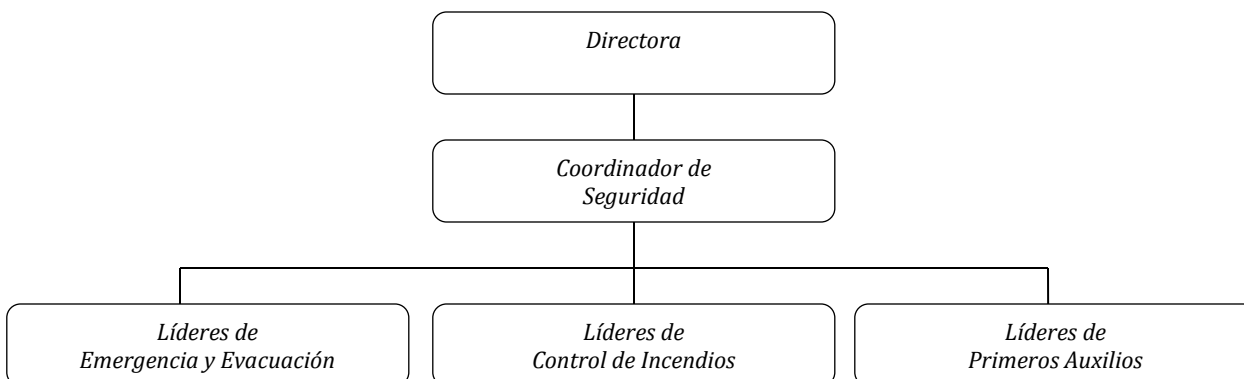 Directora
Coordinador de
Seguridad
Líderes de
Emergencia y Evacuación
Líderes de
Control de Incendios
Líderes de
Primeros Auxilios